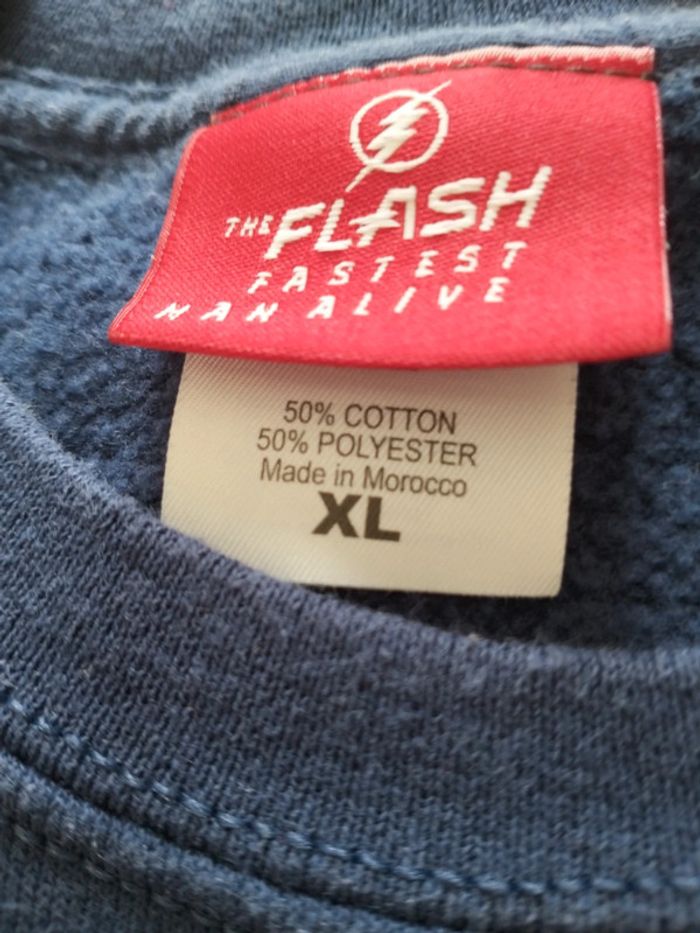 THE FLASH
FASTEST
MAN ALIVE
50% COTTON
50% POLYESTER
Made in Morocco
XL